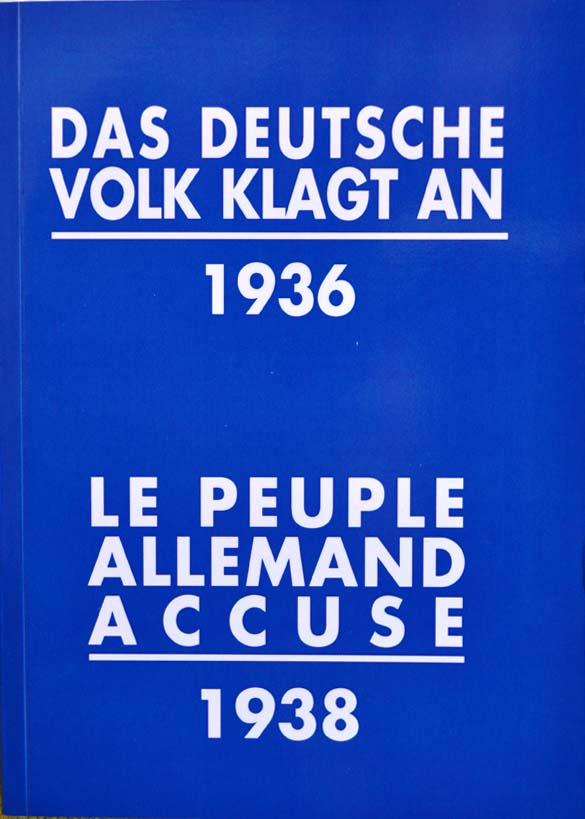 DAS DEUTSCHE
VOLK KLAGT AN
1936
LE PEUPLE
ALLEMAND
ACCUSE
1938